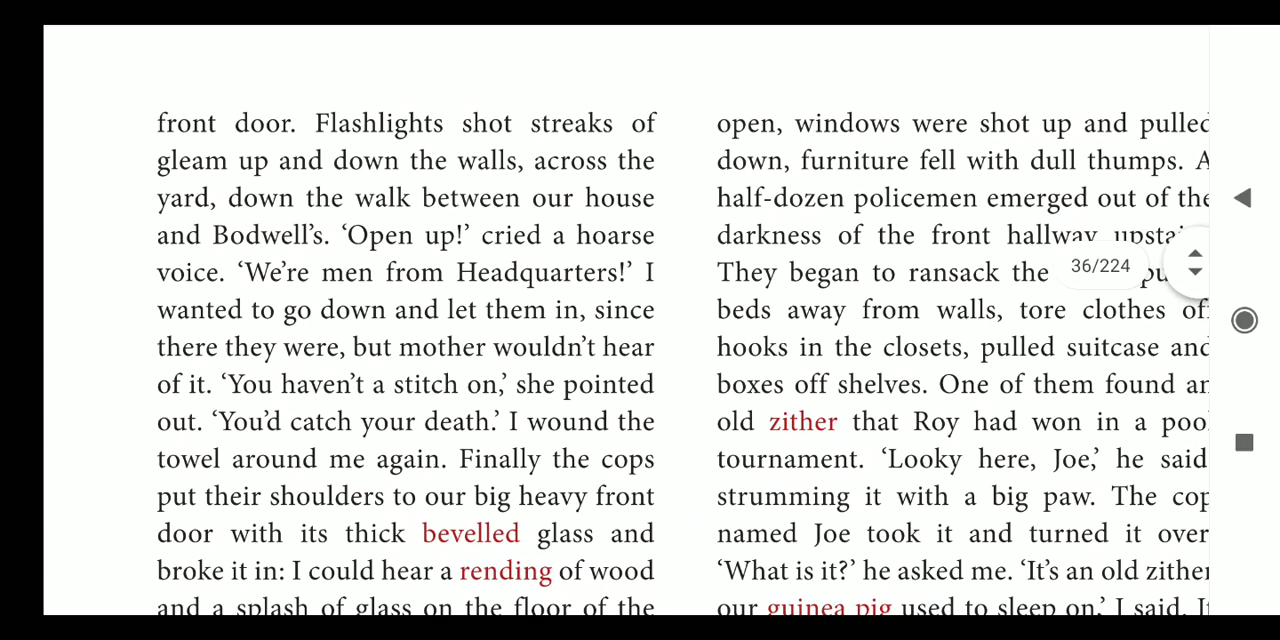 front door. Flashlights shot streaks of
gleam up and down the walls, across the
yard, down the walk between our house
and Bodwell’s. ‘Open up!’ cried a hoarse
voice. ‘We’re men from Headquarters!’ I
wanted to go down and let them in, since
there they were, but mother wouldn’t hear
of it. ‘You haven’t a stitch on,’ she pointed
out. ‘You’d catch your death.’ I wound the
towel around me again. Finally the cops
put their shoulders to our big heavy front
door with its thick bevelled glass and
broke it in: I could hear a rending of wood
and a splash of glass on the floor of the
open, windows were shot up and pulled
down, furniture fell with dull thumps. A
half-dozen policemen emerged out of the
darkness of the front hallway
They began to ransack the
beds away from walls, tore clothes off
hooks in the closets, pulled suitcase and
boxes off shelves. One of them found an
old zither that Roy had won in a pool
tournament. ‘Looky here, Joe,’ he said
strumming it with a big paw. The cop
named Joe took it and turned it over
‘What is it?’ he asked me. ‘It’s an old zither
our guinea pig used to sleep on,’ I said. It
36/224